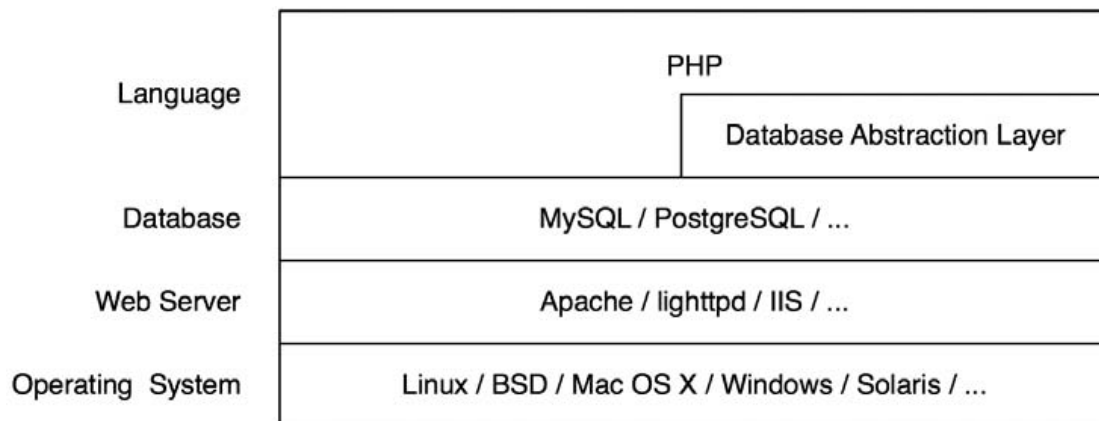 PHP
Language
Database Abstraction Layer
Database
MySQL / PostgreSQL / ...
Web Server
Apache / lighttpd / IIS / ...
Operating System
Linux / BSD / Mac OS X / Windows / Solaris / ...